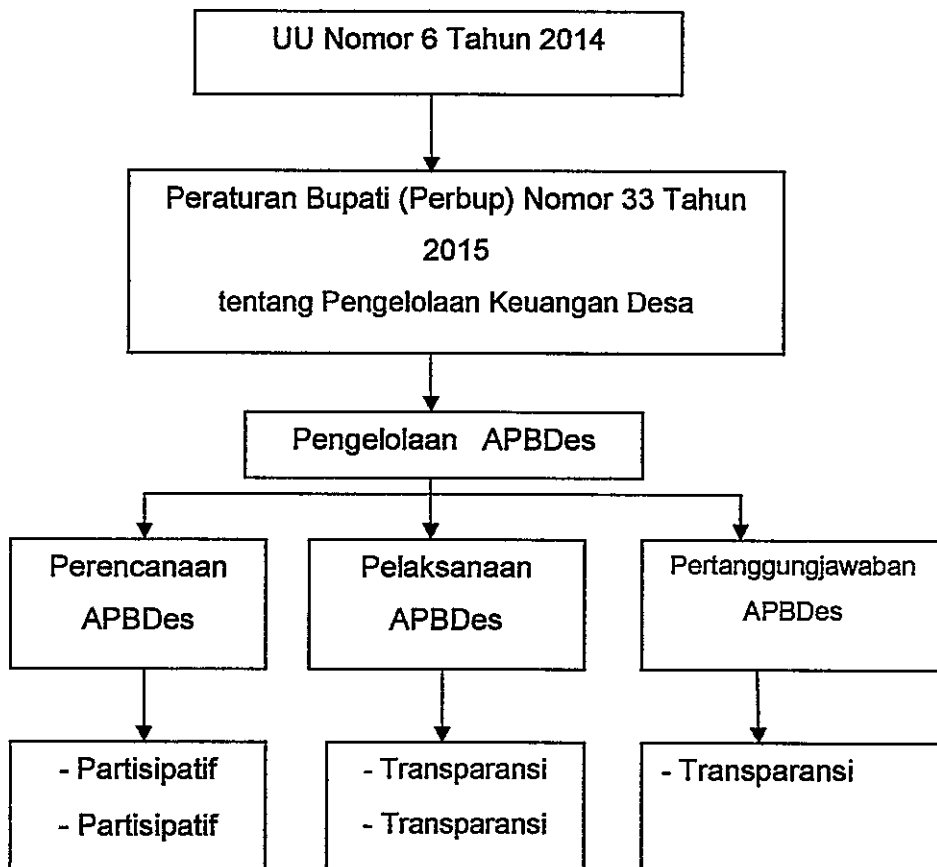 UU Nomor 6 Tahun 2014
Peraturan Bupati (Perbup) Nomor 33 Tahun
2015
tentang Pengelolaan Keuangan Desa
Pengelolaan APBDes
Perencanaan
APBDes
Pelaksanaan
APBDes
Pertanggungjawaban
APBDes
- Partisipatif
- Partisipatif
- Transparansi
- Transparansi
- Transparansi